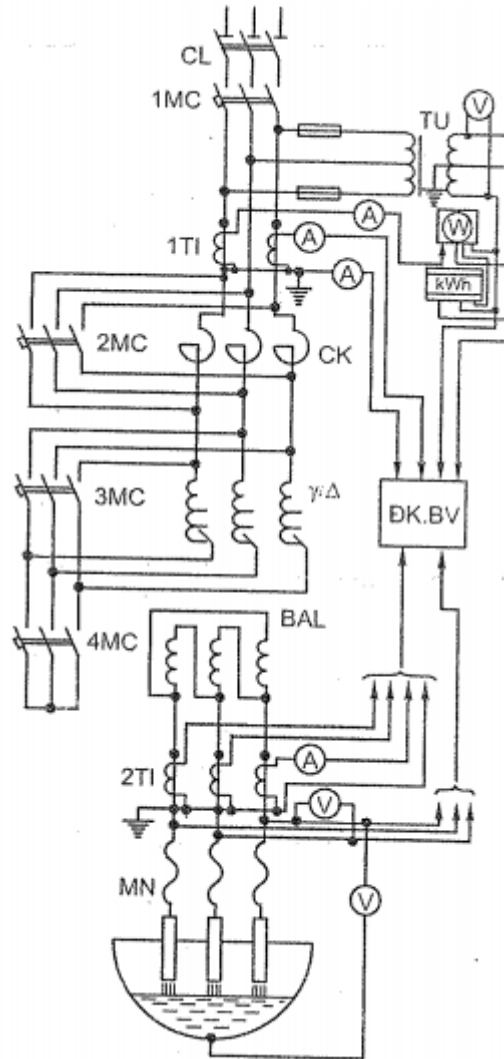 CL
1MC
V
TU
A
W
1TI
A
kWh
A
2MC
CK
3MC
Y/Δ
ĐK.BV
BAL
4MC
A
2TI
V
MN
V